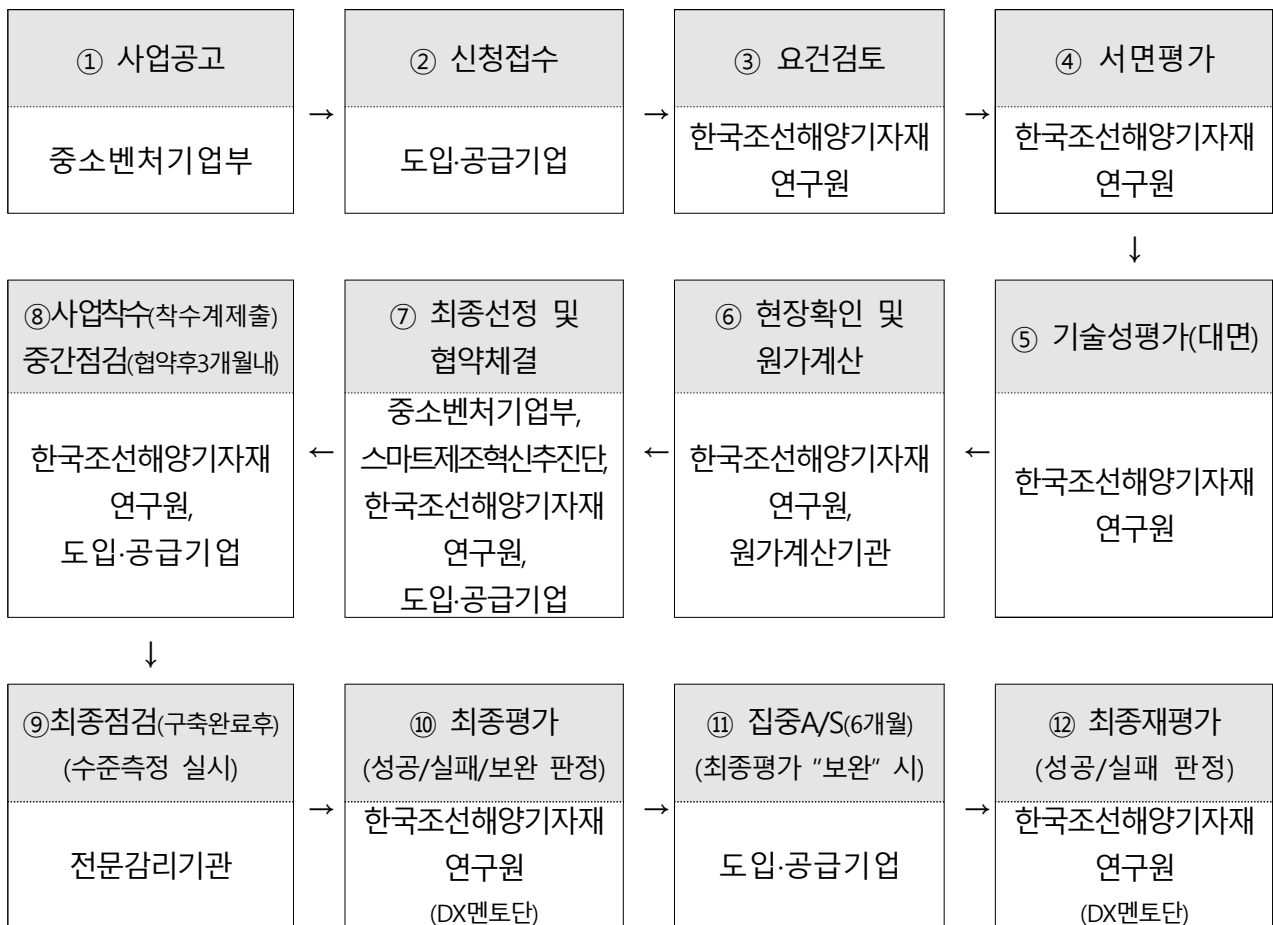 ① 사업공고
중소벤처기업부
→
② 신청접수
도입·공급기업
→
③ 요건검토
한국조선해양기자재
연구원
→
④ 서면평가
한국조선해양기자재
연구원
↓
⑤ 기술성평가(대면)
한국조선해양기자재
연구원
←
⑥ 현장확인 및
원가계산
한국조선해양기자재
연구원,
원가계산기관
←
⑦ 최종선정 및
협약체결
중소벤처기업부,
스마트제조혁신추진단,
한국조선해양기자재
연구원,
도입·공급기업
←
⑧사업착수(착수계제출)
중간점검(협약후3개월내)
한국조선해양기자재
연구원,
도입·공급기업
↓
⑨최종점검(구축완료후)
(수준측정 실시)
전문감리기관
→
⑩ 최종평가
(성공/실패/보완 판정)
한국조선해양기자재
연구원
(DX멘토단)
→
⑪ 집중A/S(6개월)
(최종평가 “보완” 시)
도입·공급기업
→
⑫ 최종재평가
(성공/실패 판정)
한국조선해양기자재
연구원
(DX멘토단)